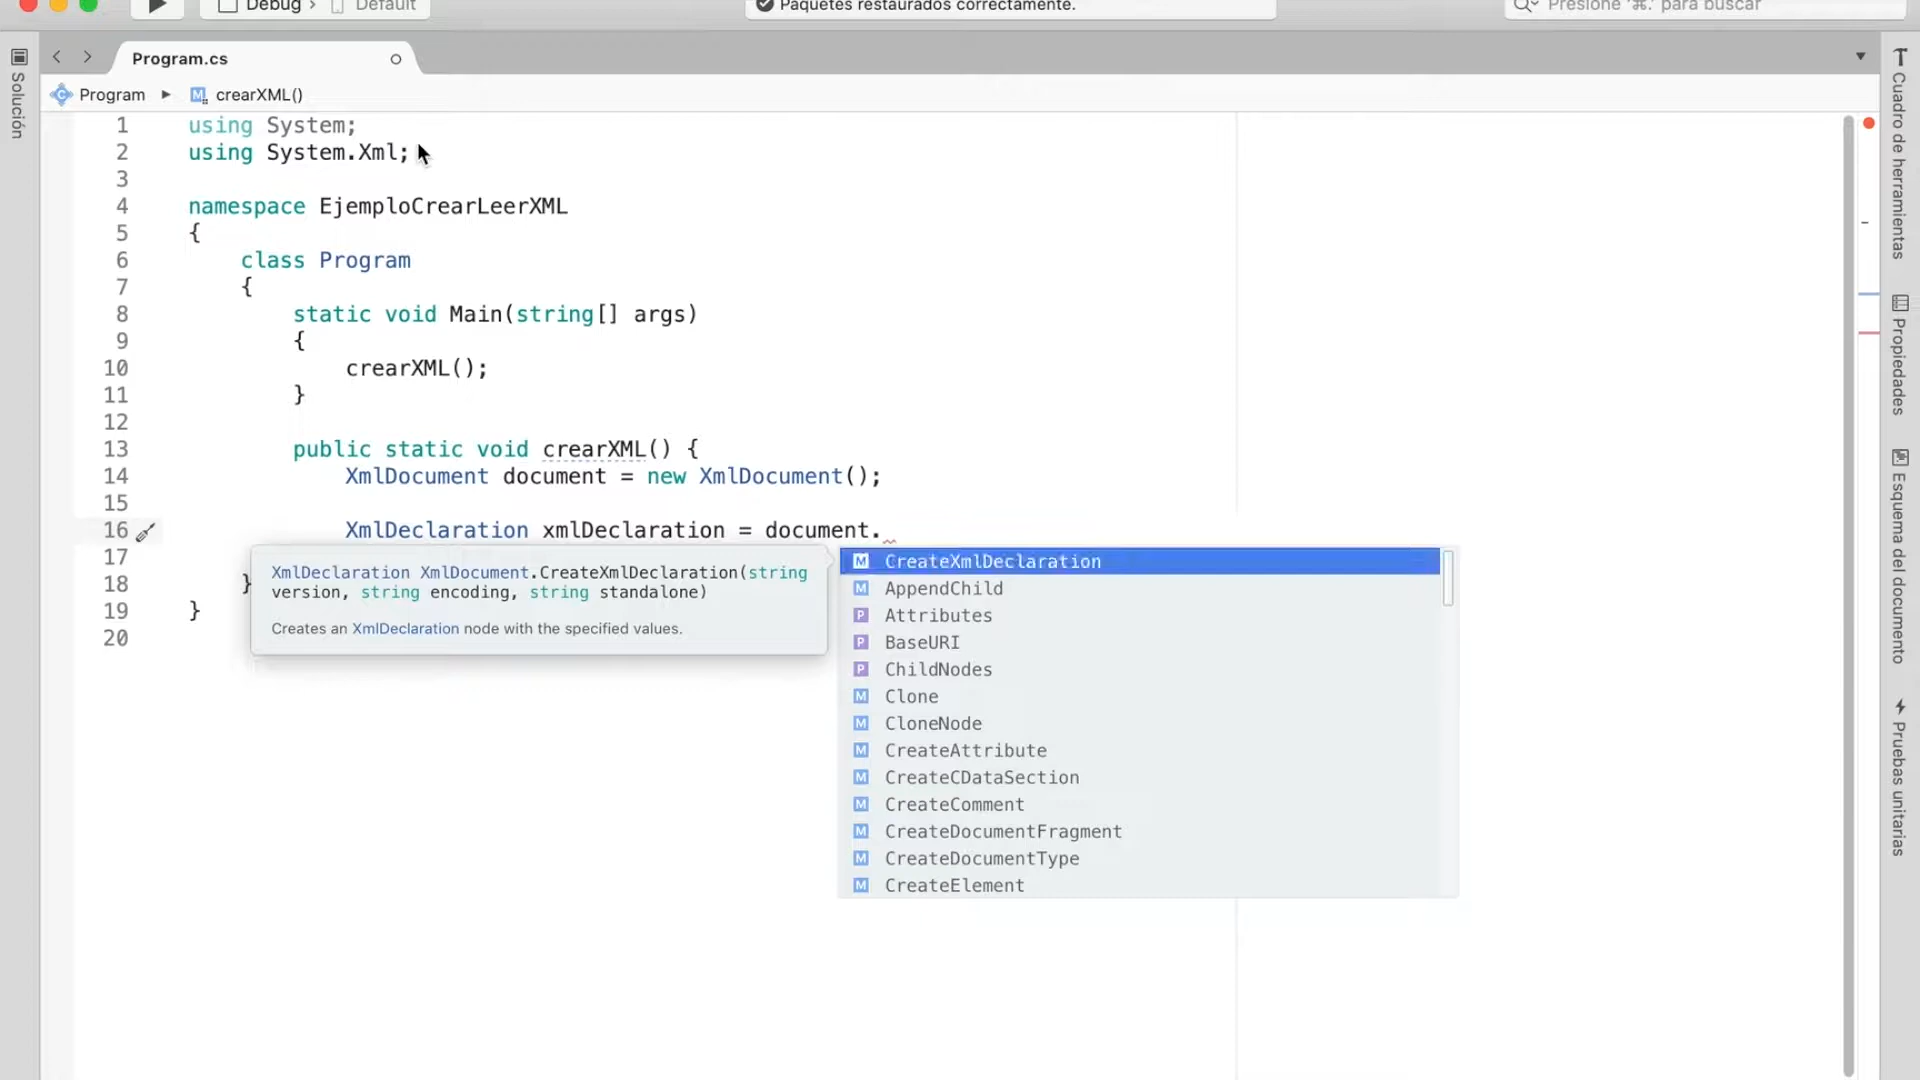 Debug › Default
Paquetes restaurados correctamente.
Presione '⌘.' para buscar
Solución
Program.cs
Program ▸ crearXML()
1 using System;
2 using System.Xml;
3
4 namespace EjemploCrearLeerXML
5 {
6 class Program
7 {
8 static void Main(string[] args)
9 {
10 crearXML();
11 }
12
13 public static void crearXML() {
14 XmlDocument document = new XmlDocument();
15
16 XmlDeclaration xmlDeclaration = document.
17
18 }
19 }
20
XmlDeclaration XmlDocument.CreateXmlDeclaration(string
version, string encoding, string standalone)
Creates an XmlDeclaration node with the specified values.
M CreateXmlDeclaration
M AppendChild
P Attributes
P BaseURI
P ChildNodes
M Clone
M CloneNode
M CreateAttribute
M CreateCDataSection
M CreateComment
M CreateDocumentFragment
M CreateDocumentType
M CreateElement
Cuadro de herramientas
Propiedades
Esquema del documento
Pruebas unitarias